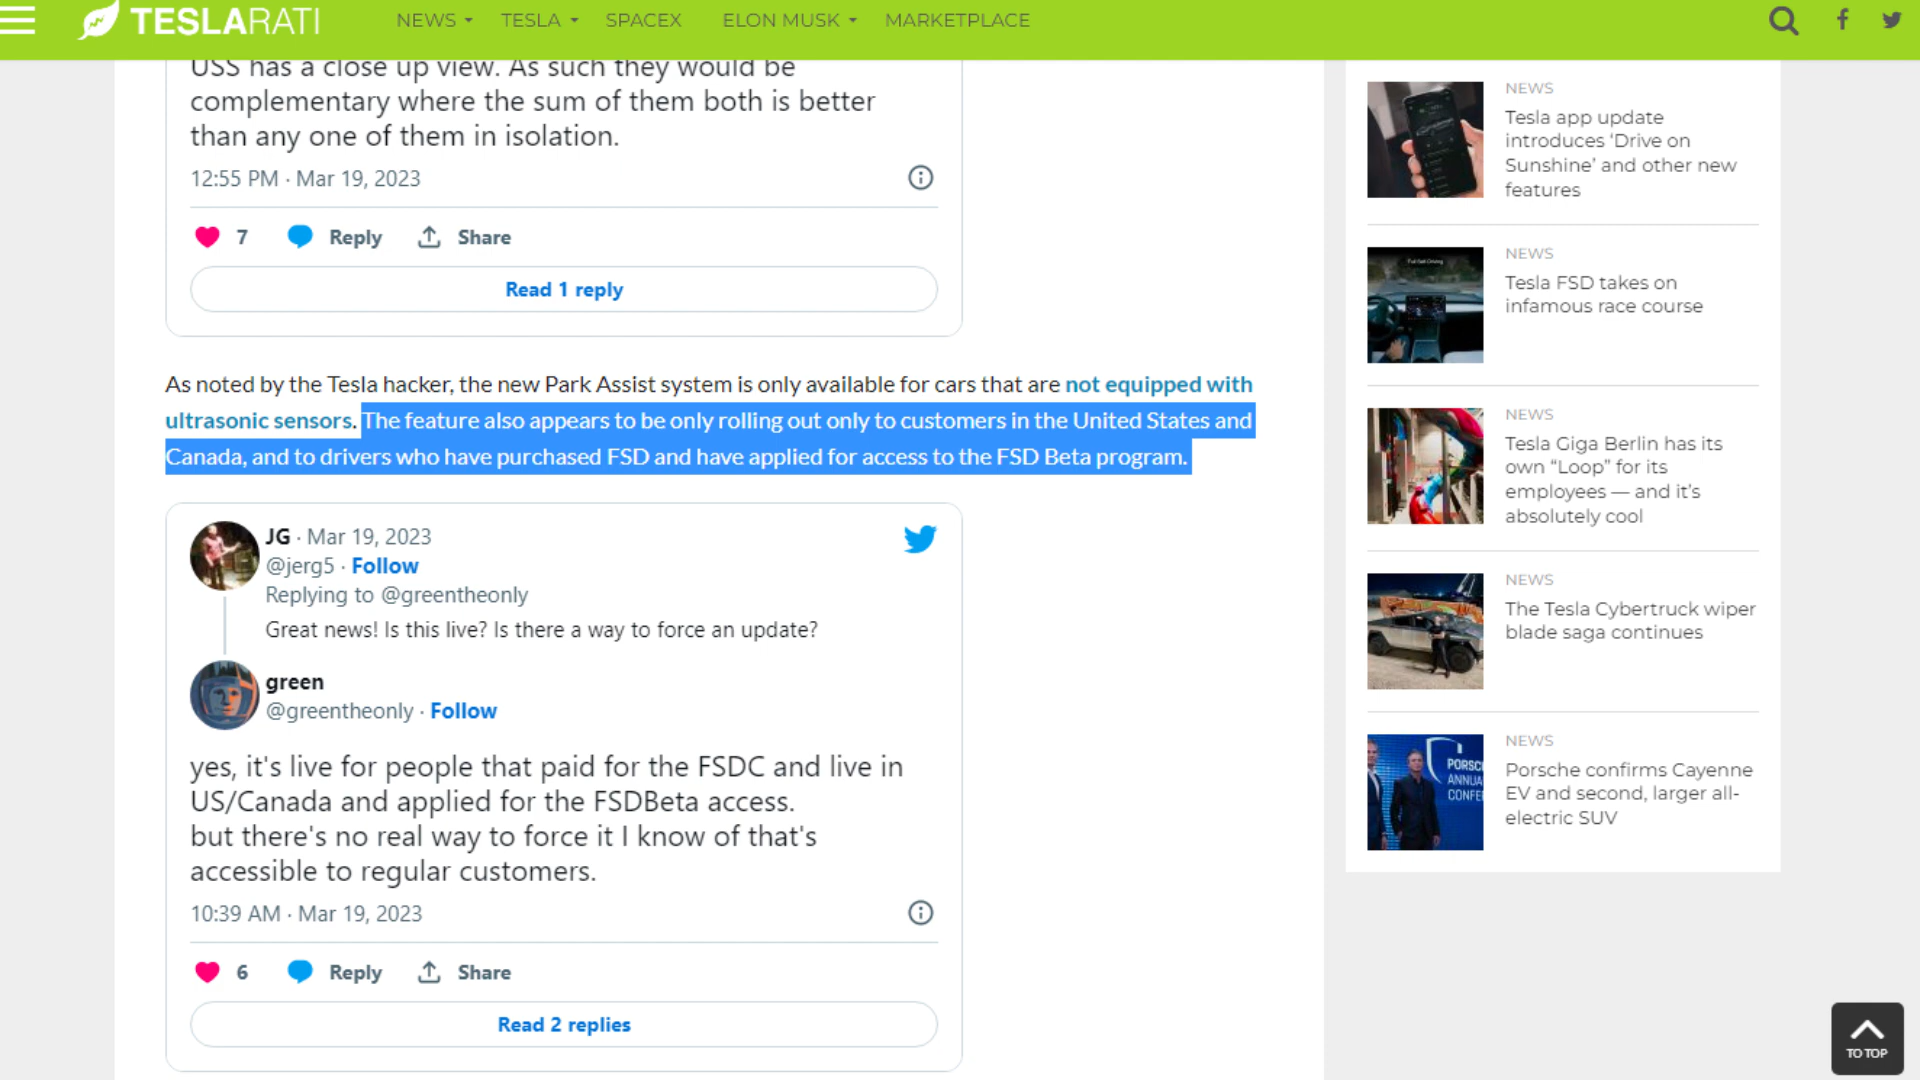 TESLARATI
NEWS
TESLA
SPACEX
ELON MUSK
MARKETPLACE
USS has a close up view. As such they would be
complementary where the sum of them both is better
than any one of them in isolation.
12:55 PM · Mar 19, 2023
7 Reply Share
Read 1 reply
As noted by the Tesla hacker, the new Park Assist system is only available for cars that are not equipped with
ultrasonic sensors. The feature also appears to be only rolling out only to customers in the United States and
Canada, and to drivers who have purchased FSD and have applied for access to the FSD Beta program.
JG · Mar 19, 2023
@jerg5 · Follow
Replying to @greentheonly
Great news! Is this live? Is there a way to force an update?
green
@greentheonly · Follow
yes, it's live for people that paid for the FSDC and live in
US/Canada and applied for the FSDBeta access.
but there's no real way to force it I know of that's
accessible to regular customers.
10:39 AM · Mar 19, 2023
6 Reply Share
Read 2 replies
NEWS
Tesla app update
introduces ‘Drive on
Sunshine’ and other new
features
NEWS
Tesla FSD takes on
infamous race course
NEWS
Tesla Giga Berlin has its
own “Loop” for its
employees — and it’s
absolutely cool
NEWS
The Tesla Cybertruck wiper
blade saga continues
PORSC
ANNUA
CONFE
NEWS
Porsche confirms Cayenne
EV and second, larger all-
electric SUV
TO TOP